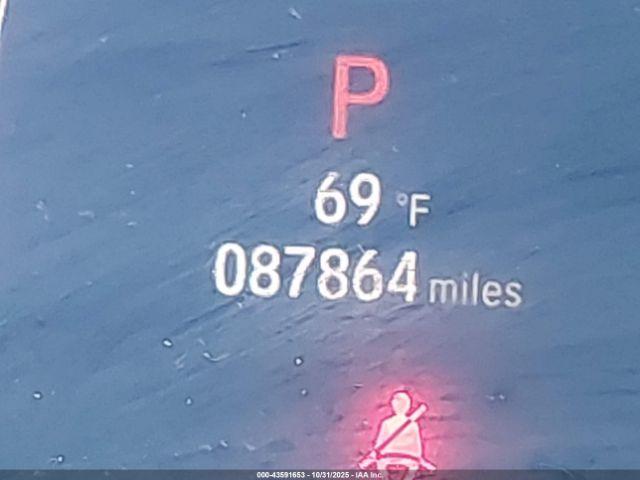 P
69 °F
087864 miles
000-43591653 - 10/31/2025 - IAA Inc.